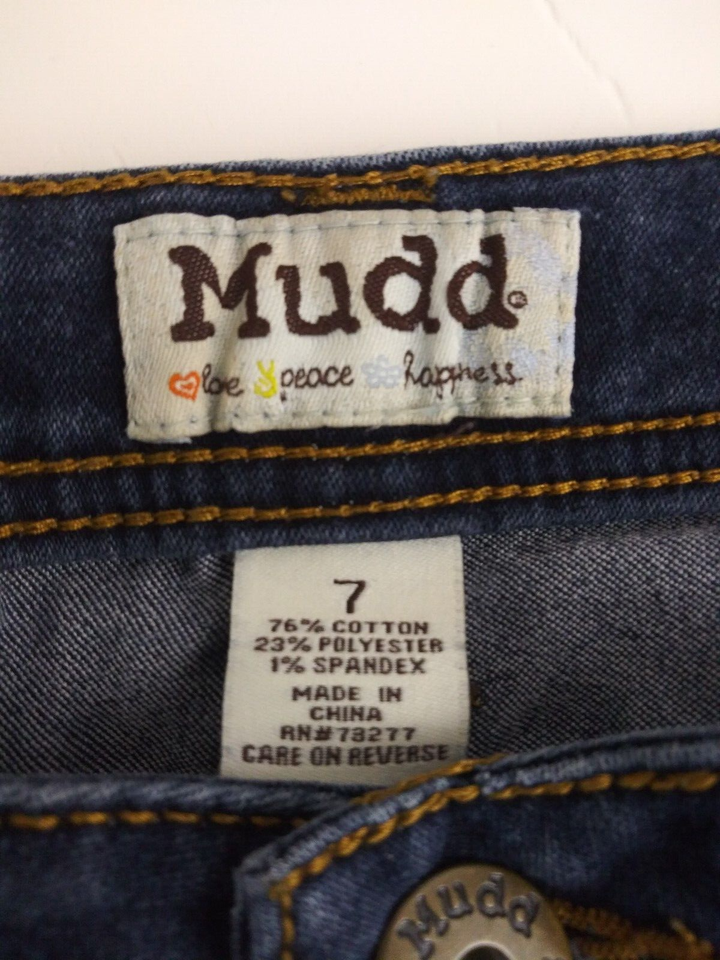 Mudd®
love peace happiness
7
76% COTTON
23% POLYESTER
1% SPANDEX
MADE IN
CHINA
RN#73277
CARE ON REVERSE
Mudd